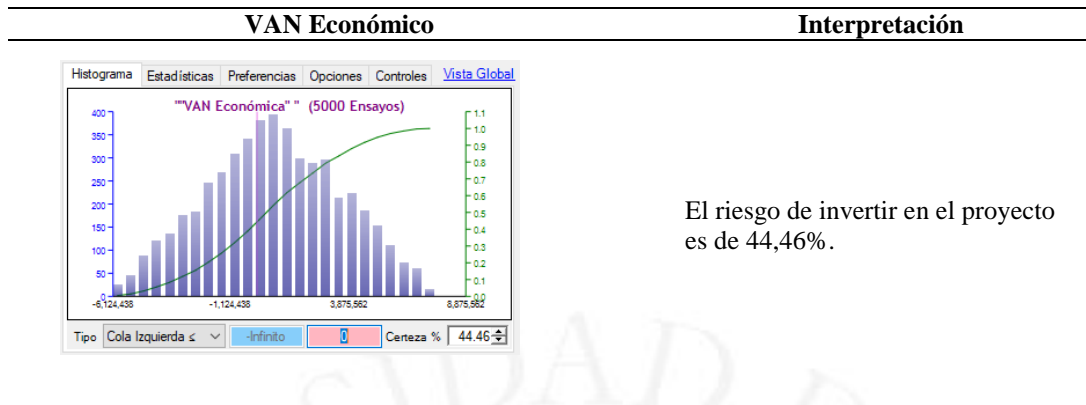 VAN Económico Interpretación
Histograma Estadísticas Preferencias Opciones Controles Vista Global
""VAN Económica" " (5000 Ensayos)
400 1.1
350 1.0
300 0.9
250 0.8
200 0.7
150 0.6
100 0.5
50 0.4
0 0.3
0.2
0.1
0.0
-6,124,438 -1,124,438 3,875,562 8,875,562
Tipo Cola Izquierda ≤ -Infinito 0 Certeza % 44.46
El riesgo de invertir en el proyecto
es de 44,46%.